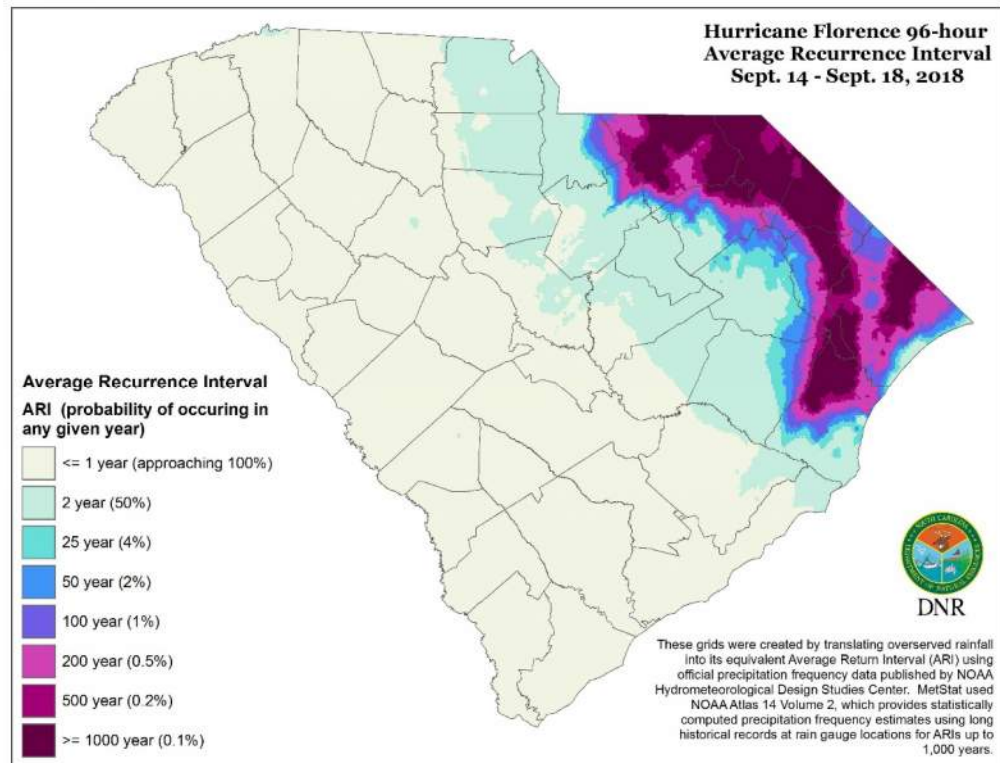 Hurricane Florence 96-hour
Average Recurrence Interval
Sept. 14 - Sept. 18, 2018
Average Recurrence Interval
ARI (probability of occuring in
any given year)
<= 1 year (approaching 100%)
2 year (50%)
25 year (4%)
50 year (2%)
100 year (1%)
200 year (0.5%)
500 year (0.2%)
>= 1000 year (0.1%)
DNR
These grids were created by translating overserved rainfall
into its equivalent Average Return Interval (ARI) using
official precipitation frequency data published by NOAA
Hydrometeorological Design Studies Center. MetStat used
NOAA Atlas 14 Volume 2, which provides statistically
computed precipitation frequency estimates using long
historical records at rain gauge locations for ARIs up to
1,000 years.